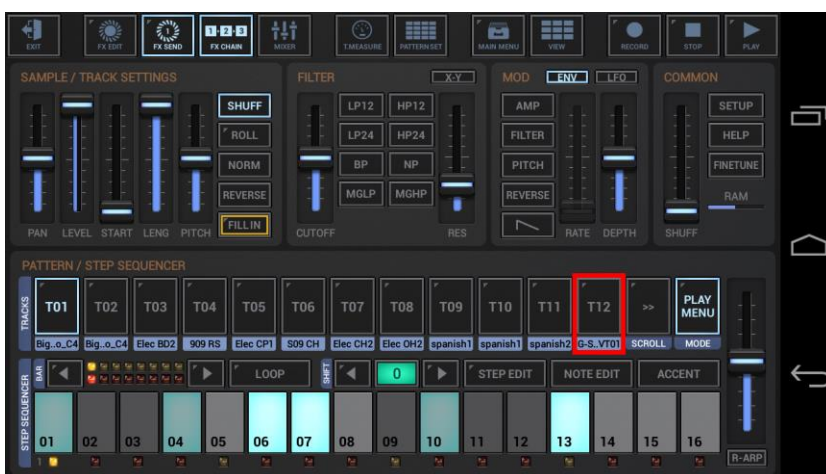 EXIT FX EDIT FX SEND 1·2·3 FX CHAIN MIXER T.MEASURE PATTERN SET MAIN MENU VIEW RECORD STOP PLAY
SAMPLE / TRACK SETTINGS FILTER X-Y MOD ENV LFO COMMON
SHUFF LP12 HP12 AMP SETUP
ROLL LP24 HP24 FILTER HELP
NORM BP NP PITCH FINETUNE
REVERSE MGLP MGHP REVERSE RAM
FILL IN
PAN LEVEL START LENG PITCH CUTOFF RES RATE DEPTH SHUFF
PATTERN / STEP SEQUENCER
TRACKS T01 T02 T03 T04 T05 T06 T07 T08 T09 T10 T11 T12 >> PLAY MENU
Big..o_C4 Big..o_C4 Elec BD2 909 RS Elec CP1 S09 CH Elec CH2 Elec OH2 spanish1 spanish1 spanish2 G-S..VT01 SCROLL MODE
BAR LOOP SHIFT 0 STEP EDIT NOTE EDIT ACCENT
STEP SEQUENCER 01 02 03 04 05 06 07 08 09 10 11 12 13 14 15 16
1 R-ARP